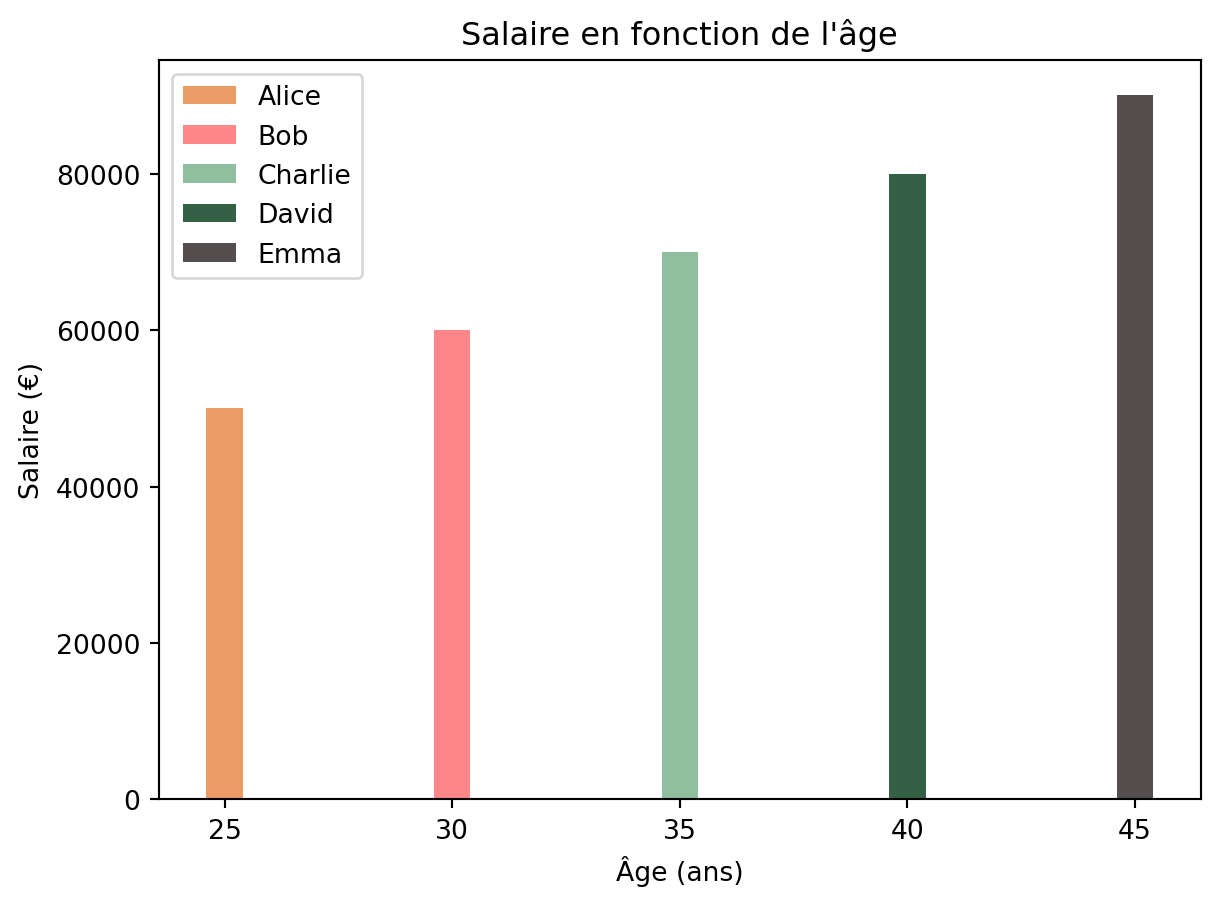 Salaire en fonction de l'âge
Alice
Bob
Charlie
David
Emma
80000
60000
40000
20000
0
Salaire (€)
25 30 35 40 45
Âge (ans)